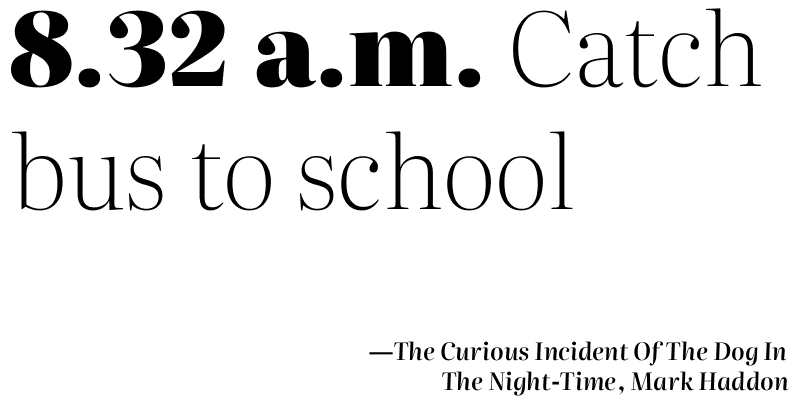 8.32 a.m. Catch
bus to school
—The Curious Incident Of The Dog In
The Night-Time, Mark Haddon